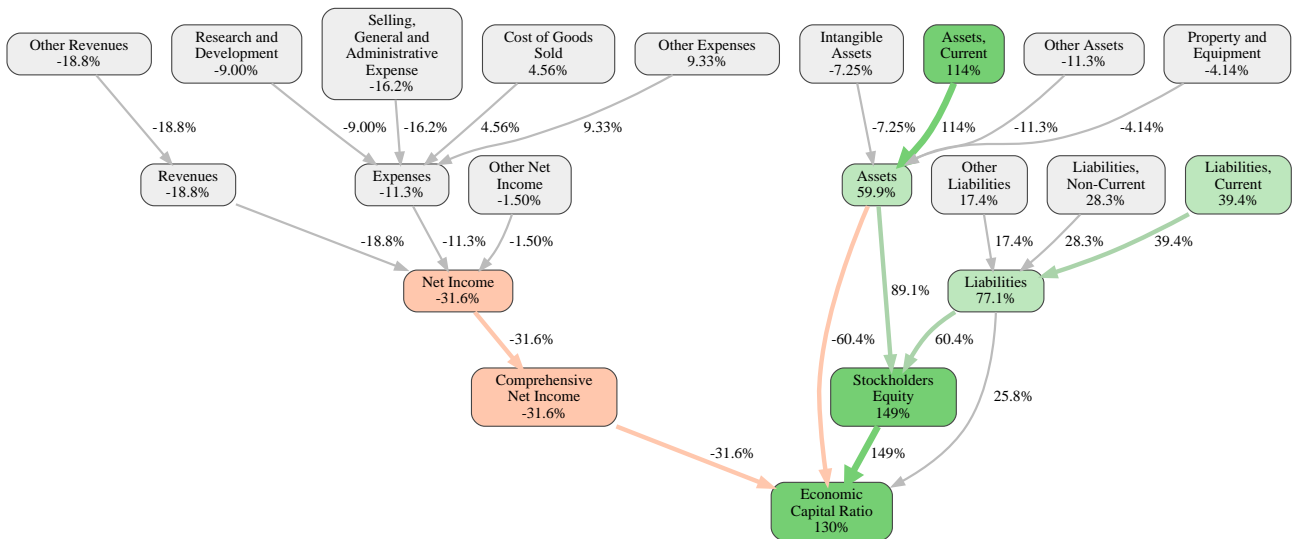 Other Revenues
-18.8%
Research and
Development
-9.00%
Selling,
General and
Administrative
Expense
-16.2%
Cost of Goods
Sold
4.56%
Other Expenses
9.33%
Intangible
Assets
-7.25%
Assets,
Current
114%
Other Assets
-11.3%
Property and
Equipment
-4.14%
-18.8%
-9.00%
-16.2%
4.56%
9.33%
-7.25%
114%
-11.3%
-4.14%
Revenues
-18.8%
Expenses
-11.3%
Other Net
Income
-1.50%
Assets
59.9%
Other
Liabilities
17.4%
Liabilities,
Non-Current
28.3%
Liabilities,
Current
39.4%
-18.8%
-11.3%
-1.50%
17.4%
28.3%
39.4%
Net Income
-31.6%
89.1%
Liabilities
77.1%
-31.6%
-60.4%
60.4%
Comprehensive
Net Income
-31.6%
Stockholders
Equity
149%
25.8%
-31.6%
149%
Economic
Capital Ratio
130%